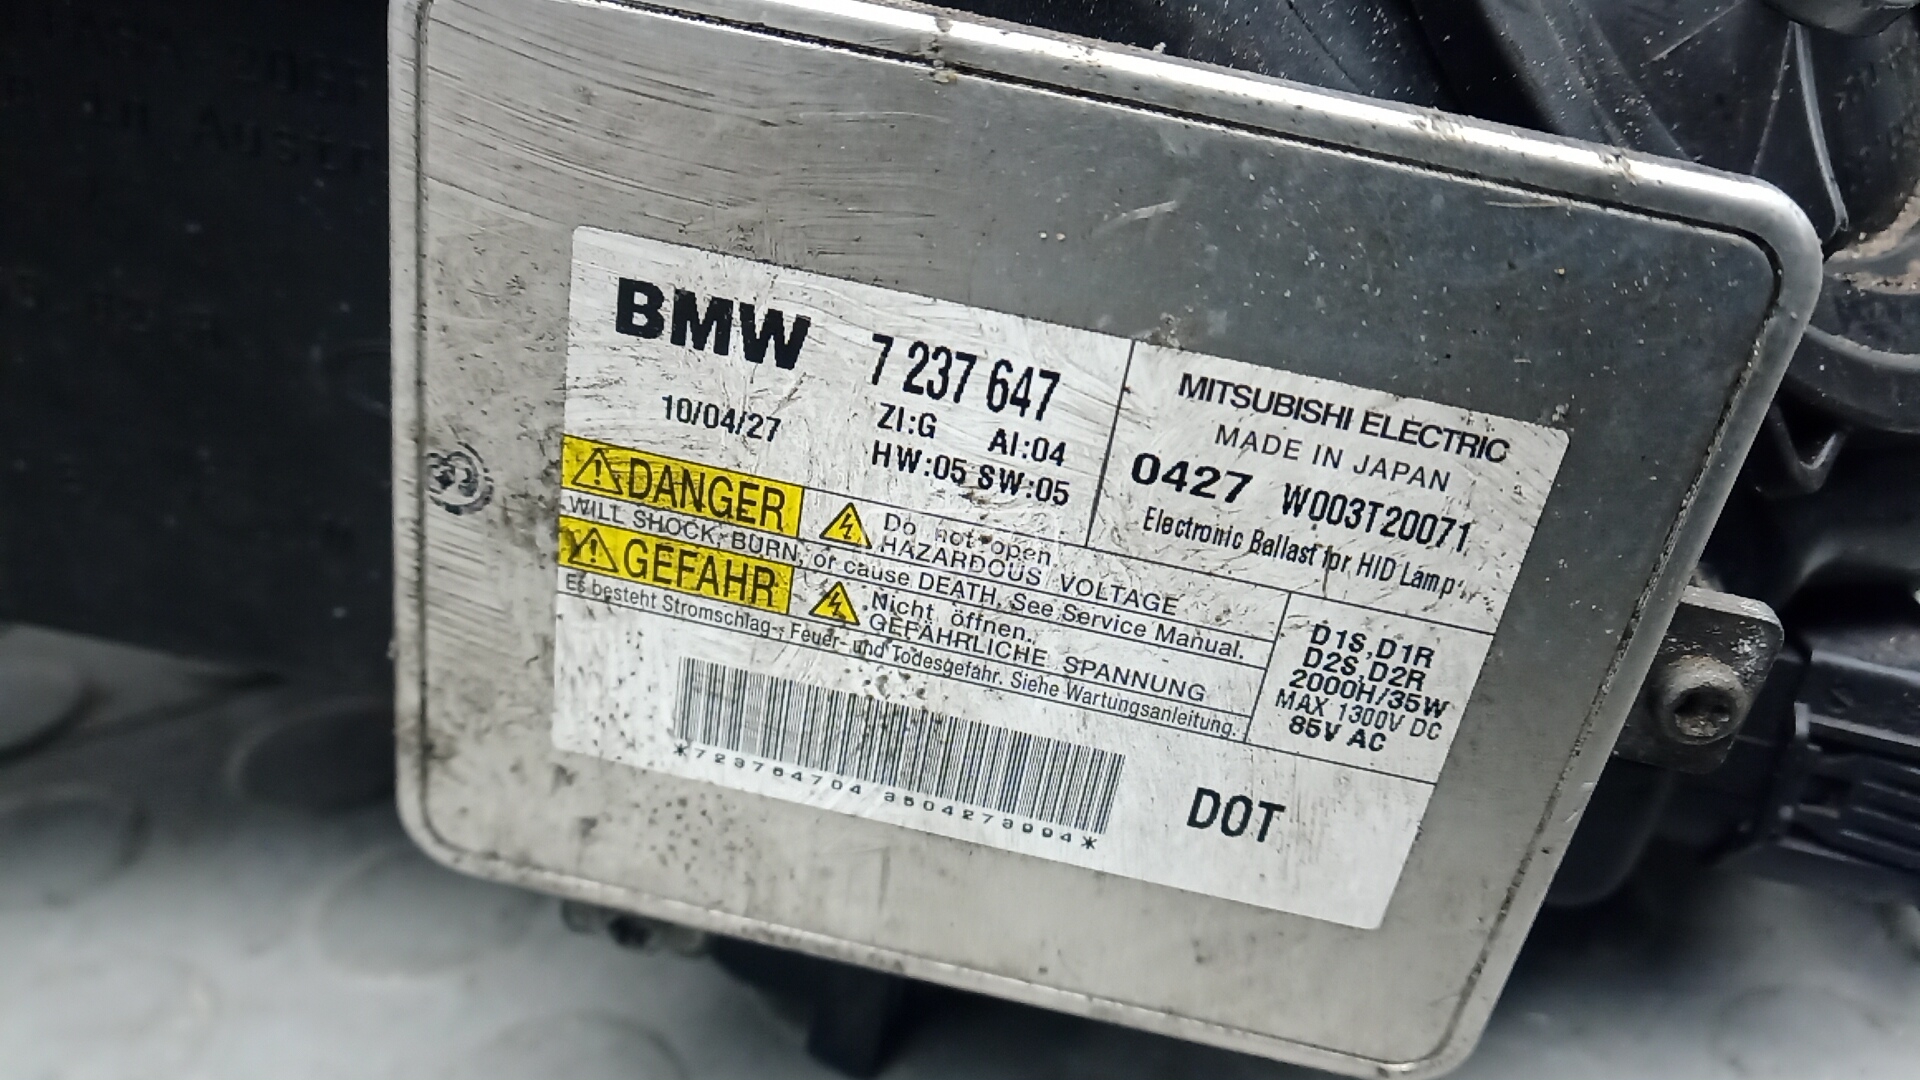 in Austr
BMW 7 237 647
10/04/27 ZI:G AI:04
HW:05 SW:05
MITSUBISHI ELECTRIC
MADE IN JAPAN
0427 W003T20071
Electronic Ballast for HID Lamp
DANGER Do not open
HAZARDOUS VOLTAGE
WILL SHOCK, BURN, or cause DEATH. See Service Manual.
GEFAHR Nicht öffnen.
GEFÄHRLICHE SPANNUNG
Es besteht Stromschlag-, Feuer- und Todesgefahr. Siehe Wartungsanleitung.
D1S,D1R
D2S,D2R
2000H/35W
MAX 1300V DC
85V AC
DOT